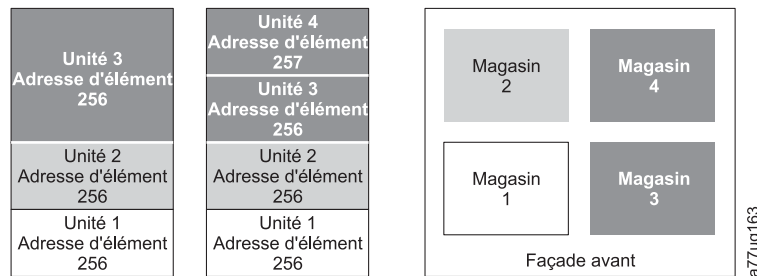 Unité 3
Adresse d'élément
256
Unité 2
Adresse d'élément
256
Unité 1
Adresse d'élément
256
Unité 4
Adresse d'élément
257
Unité 3
Adresse d'élément
256
Unité 2
Adresse d'élément
256
Unité 1
Adresse d'élément
256
Magasin
2
Magasin
4
Magasin
1
Magasin
3
Façade avant
a77ug163